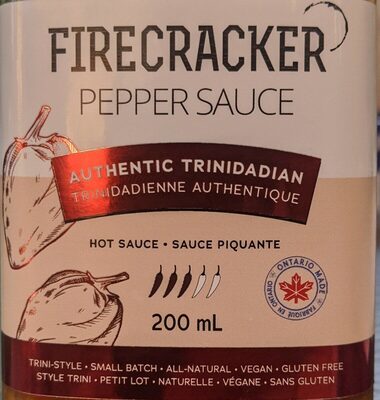 FIRECRACKER
PEPPER SAUCE
AUTHENTIC TRINIDADIAN
TRINIDADIENNE AUTHENTIQUE
HOT SAUCE • SAUCE PIQUANTE
ONTARIO MADE
FABRIQUÉ EN ONTARIO
200 mL
TRINI-STYLE • SMALL BATCH • ALL-NATURAL • VEGAN • GLUTEN FREE
STYLE TRINI • PETIT LOT • NATURELLE • VÉGANE • SANS GLUTEN